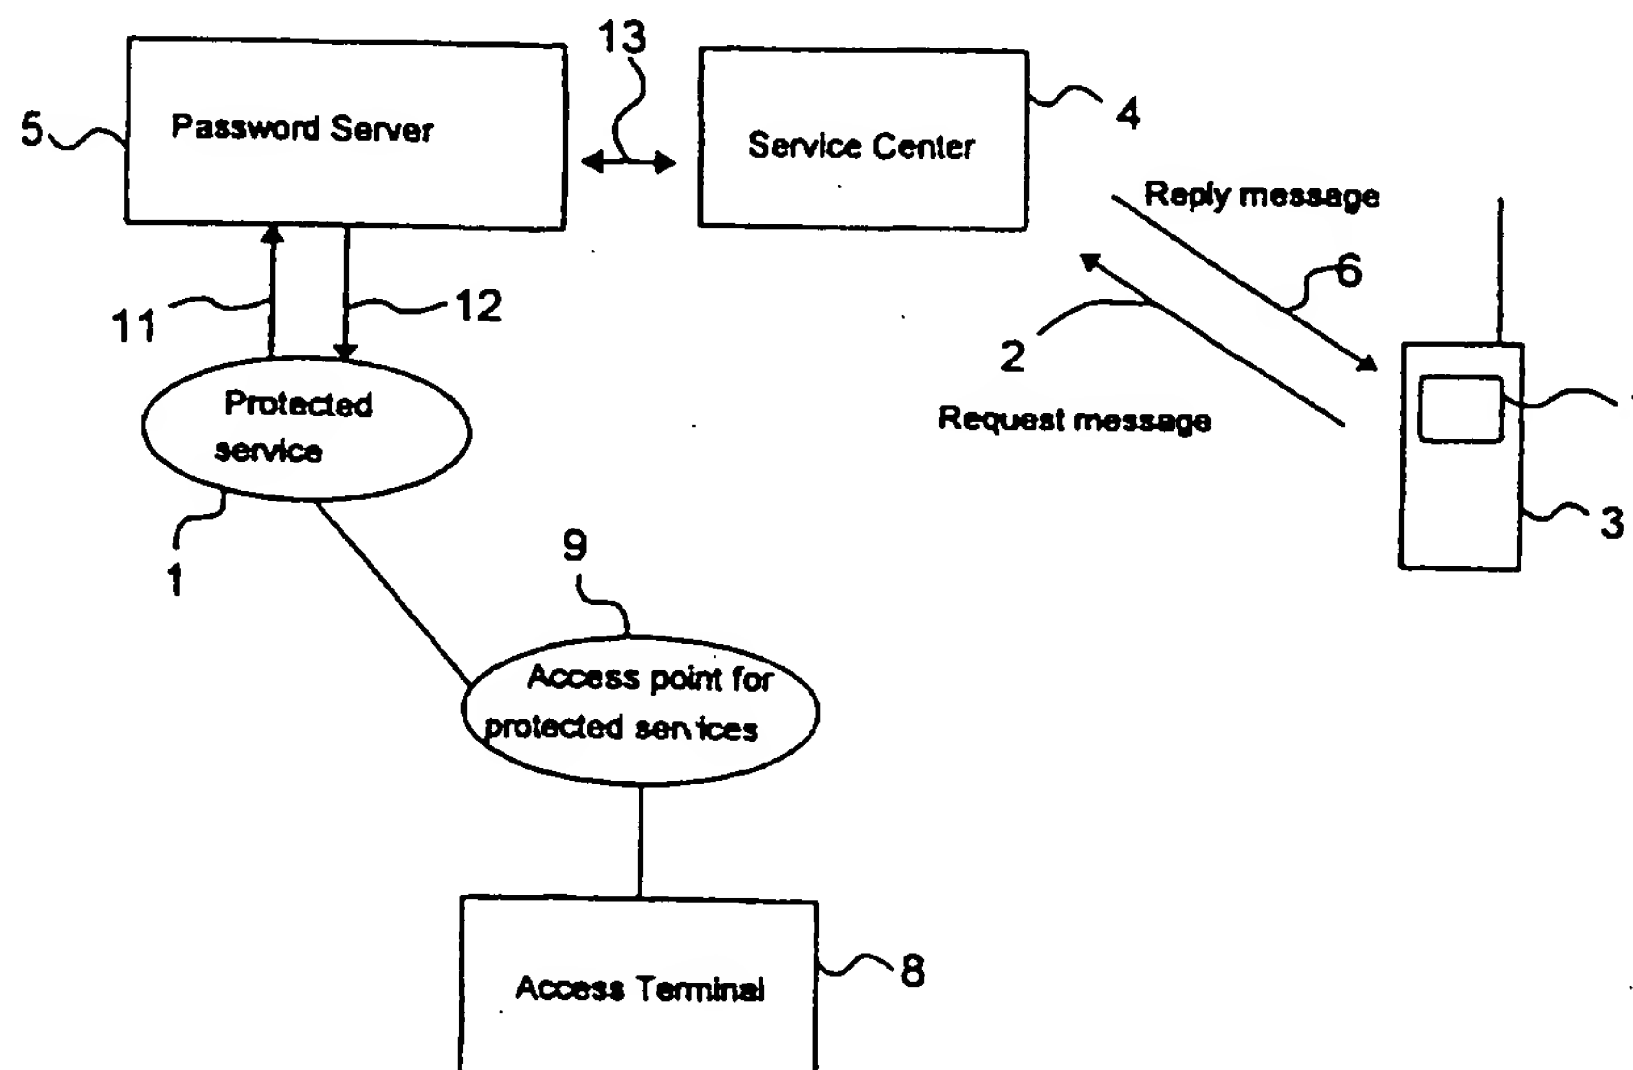 13
5
Password Server
Service Center
4
Reply message
6
11
12
2
Request message
Protected
service
3
1
9
Access point for
protected services
Access Terminal
8